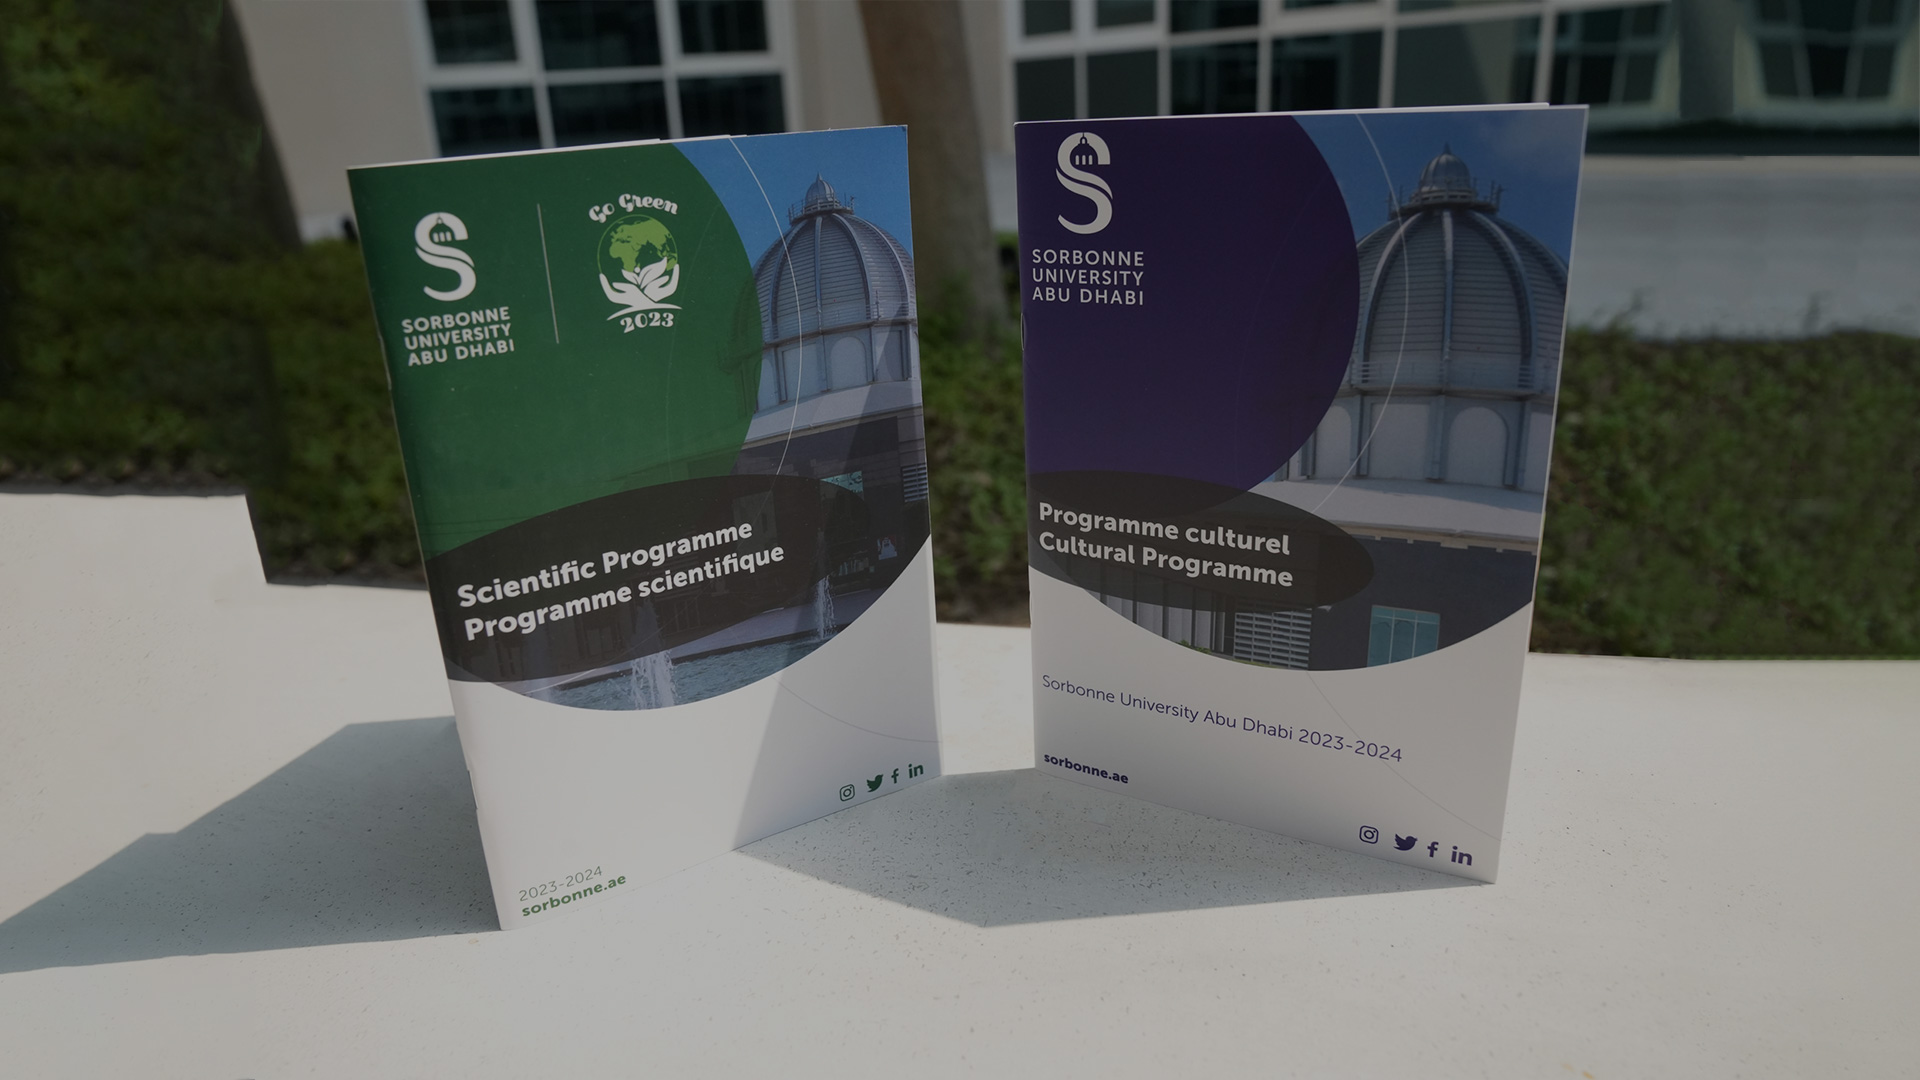 SORBONNE
UNIVERSITY
ABU DHABI
Go Green
2023
Scientific Programme
Programme scientifique
2023-2024
sorbonne.ae
SORBONNE
UNIVERSITY
ABU DHABI
Programme culturel
Cultural Programme
Sorbonne University Abu Dhabi 2023-2024
sorbonne.ae